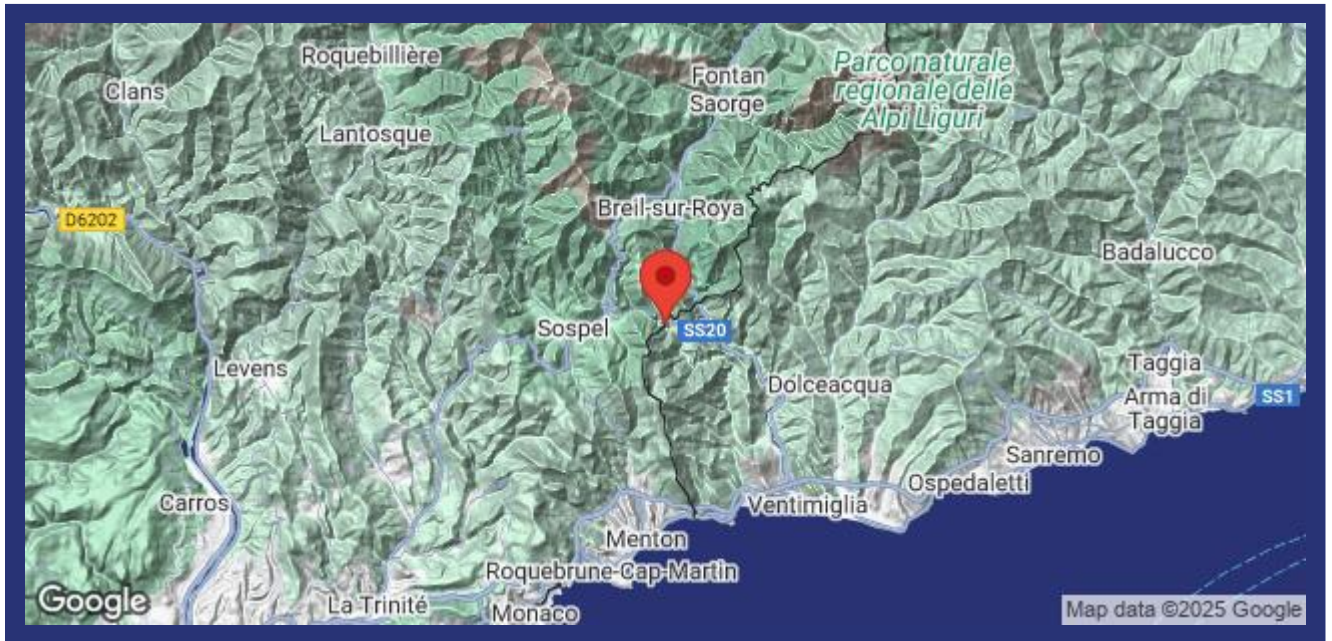 Roquebillière
Clans
Fontan
Saorge
Parco naturale
regionale delle
Alpi Liguri
Lantosque
D6202
Breil-sur-Roya
Badalucco
Sospel
SS20
Levens
Dolceacqua
Taggia
SS1
Arma di
Taggia
Sanremo
Ospedaletti
Carros
Ventimiglia
Menton
Roquebrune-Cap-Martin
La Trinité
Monaco
Google
Map data ©2025 Google